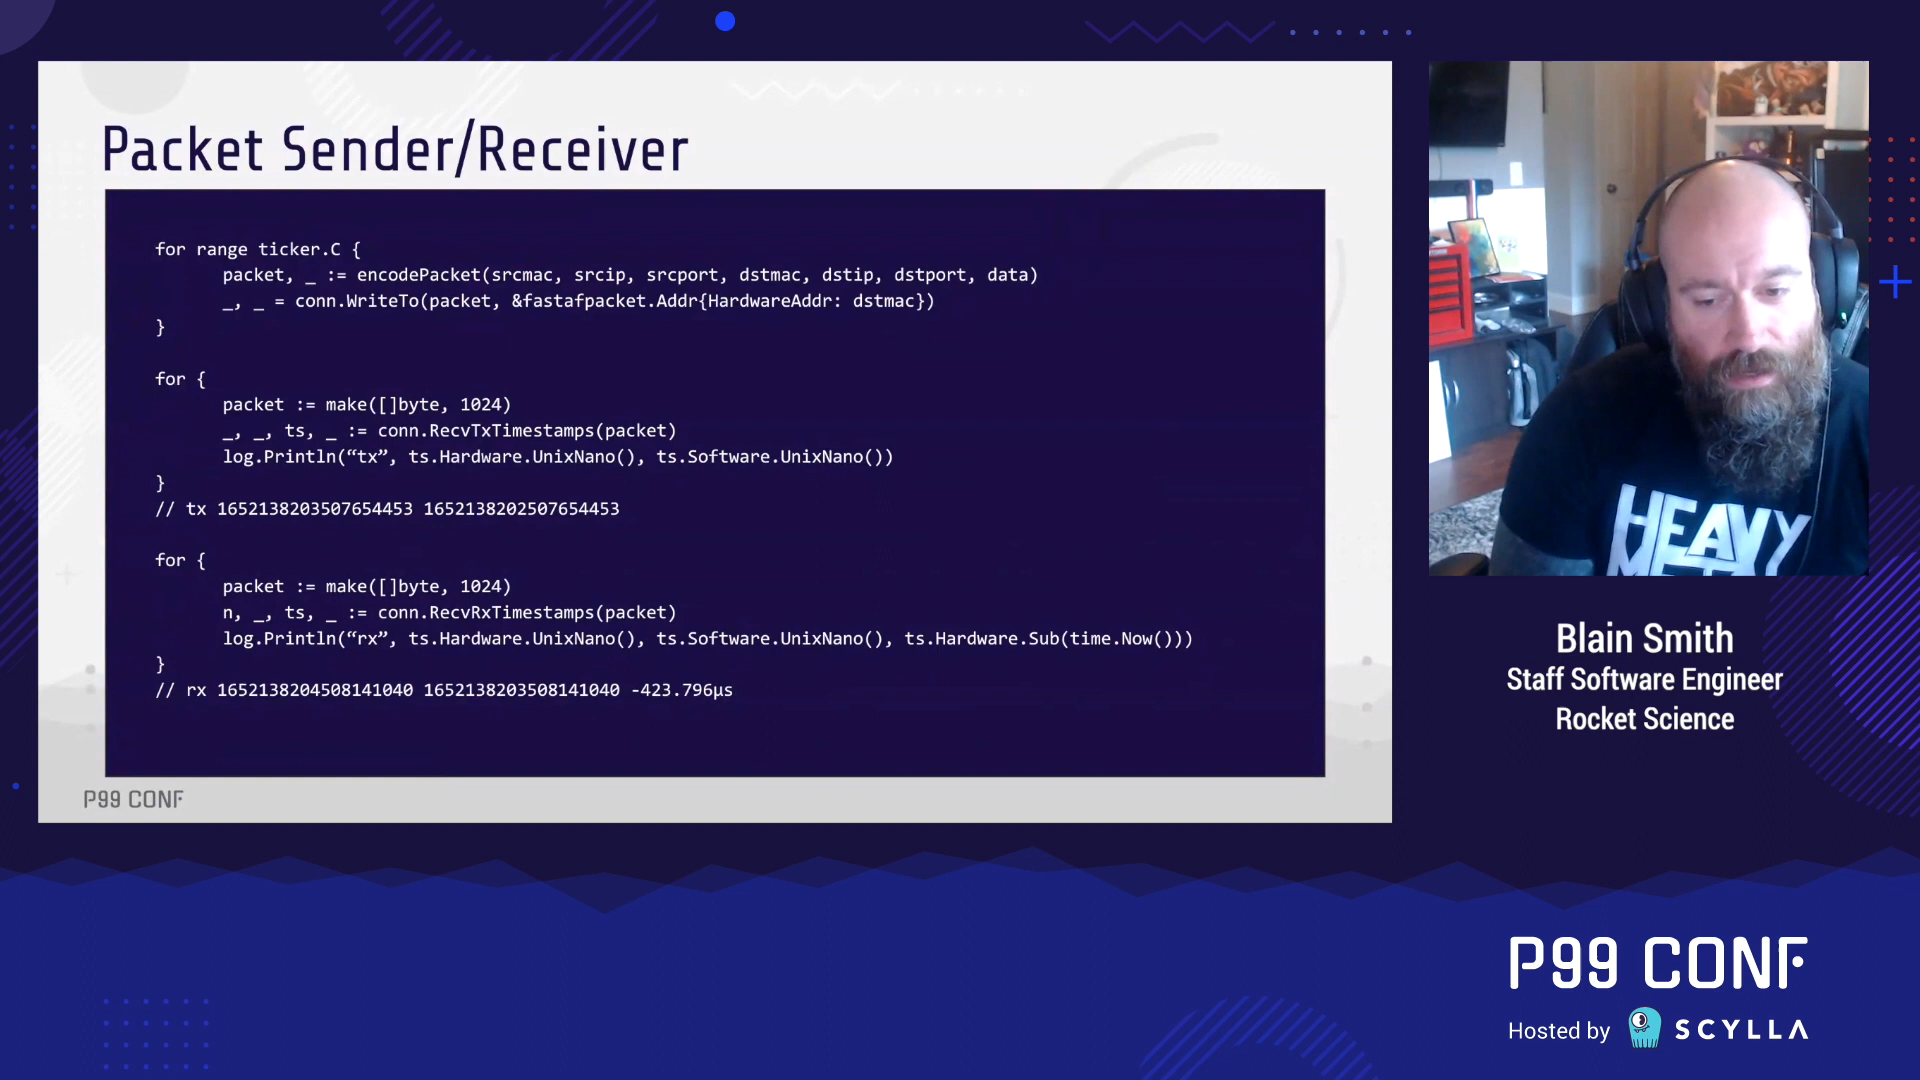 Packet Sender/Receiver
for range ticker.C {
packet, _ := encodePacket(srcmac, srcip, srcport, dstmac, dstip, dstport, data)
_, _ = conn.WriteTo(packet, &fastafpacket.Addr{HardwareAddr: dstmac})
}
for {
packet := make([]byte, 1024)
_, _, ts, _ := conn.RecvTxTimestamps(packet)
log.Println(“tx”, ts.Hardware.UnixNano(), ts.Software.UnixNano())
}
// tx 1652138203507654453 1652138202507654453
for {
packet := make([]byte, 1024)
n, _, ts, _ := conn.RecvRxTimestamps(packet)
log.Println(“rx”, ts.Hardware.UnixNano(), ts.Software.UnixNano(), ts.Hardware.Sub(time.Now()))
}
// rx 1652138204508141040 1652138203508141040 -423.796µs
P99 CONF
HEAVY
Blain Smith
Staff Software Engineer
Rocket Science
P99 CONF
Hosted by SCYLLA